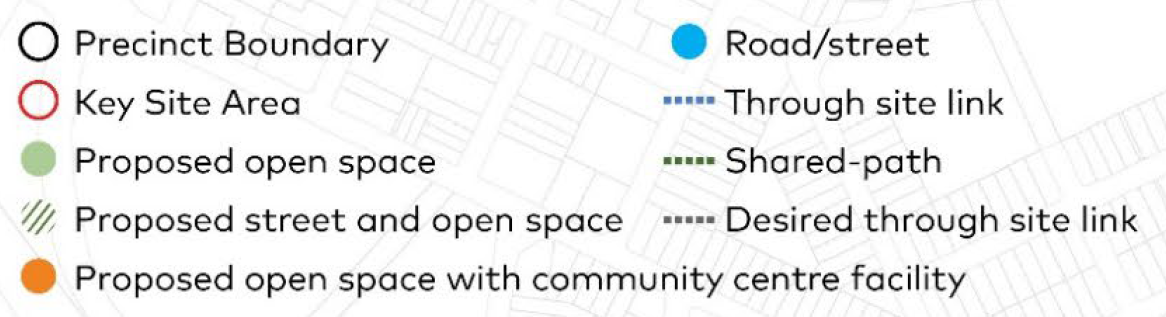 Precinct Boundary
Key Site Area
Proposed open space
Proposed street and open space
Proposed open space with community centre facility
Road/street
Through site link
Shared-path
Desired through site link